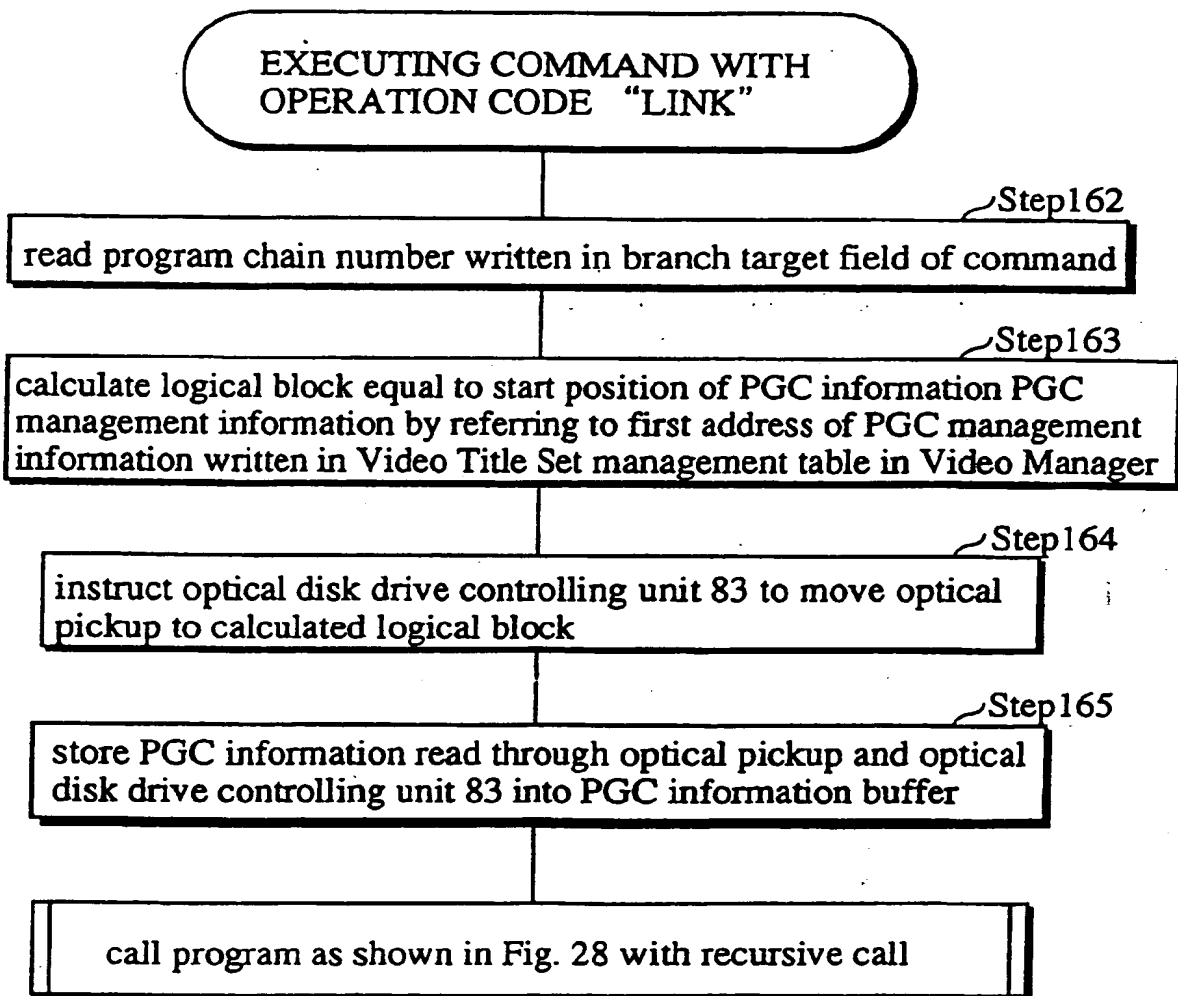 EXECUTING COMMAND WITH
OPERATION CODE “LINK”
Step162
read program chain number written in branch target field of command
Step163
calculate logical block equal to start position of PGC information PGC
management information by referring to first address of PGC management
information written in Video Title Set management table in Video Manager
Step164
instruct optical disk drive controlling unit 83 to move optical
pickup to calculated logical block
Step165
store PGC information read through optical pickup and optical
disk drive controlling unit 83 into PGC information buffer
call program as shown in Fig. 28 with recursive call